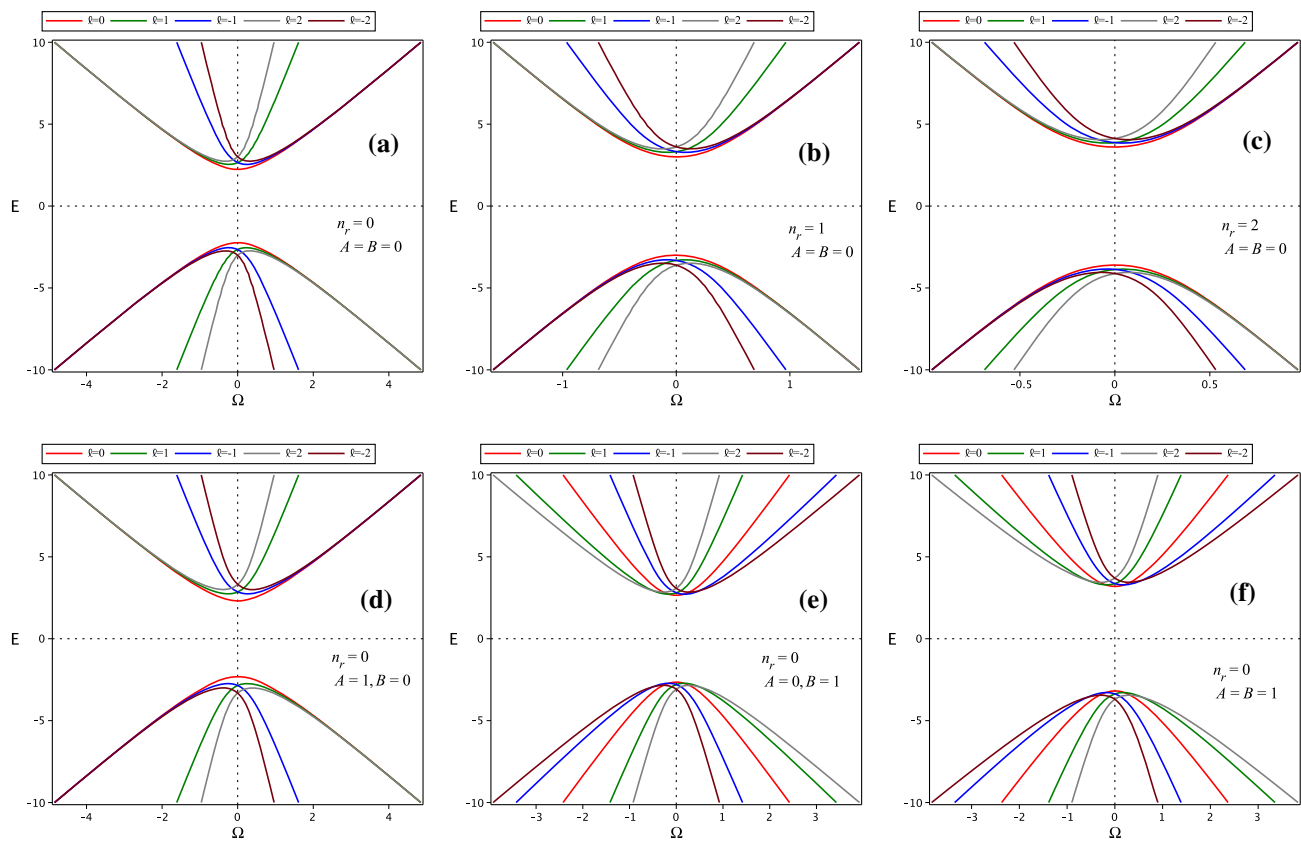 ℓ=0 ℓ=1 ℓ=-1 ℓ=2 ℓ=-2
10
5
0
-5
-10
E
(a)
n_r = 0
A = B = 0
-4 -2 0 2 4
Ω
ℓ=0 ℓ=1 ℓ=-1 ℓ=2 ℓ=-2
10
5
0
-5
-10
E
(b)
n_r = 1
A = B = 0
-1 0 1
Ω
ℓ=0 ℓ=1 ℓ=-1 ℓ=2 ℓ=-2
10
5
0
-5
-10
E
(c)
n_r = 2
A = B = 0
-0.5 0 0.5
Ω
ℓ=0 ℓ=1 ℓ=-1 ℓ=2 ℓ=-2
10
5
0
-5
-10
E
(d)
n_r = 0
A = 1, B = 0
-4 -2 0 2 4
Ω
ℓ=0 ℓ=1 ℓ=-1 ℓ=2 ℓ=-2
10
5
0
-5
-10
E
(e)
n_r = 0
A = 0, B = 1
-3 -2 -1 0 1 2 3
Ω
ℓ=0 ℓ=1 ℓ=-1 ℓ=2 ℓ=-2
10
5
0
-5
-10
E
(f)
n_r = 0
A = B = 1
-3 -2 -1 0 1 2 3
Ω